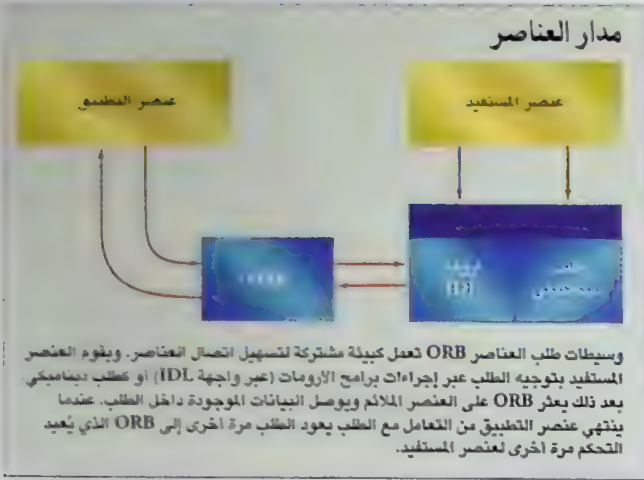 مدار العناصر
عنصر المستفيد
عنصر التطبيق
IDL
وسيطات طلب العناصر ORB تعمل كبيئة مشتركة لتسهيل اتصال العناصر. ويقوم العنصر
المستفيد بتوجيه الطلب عبر إجراءات برامج الأرومات (عبر واجهة IDL) او كطلب ديناميكي.
بعد ذلك يعثر ORB على العنصر الملائم ويوصل البيانات الموجودة داخل الطلب. عندما
ينتهي عنصر التطبيق من التعامل مع الطلب يعود الطلب مرة أخرى إلى ORB الذي يُعيد
التحكم مرة أخرى لعنصر المستفيد.